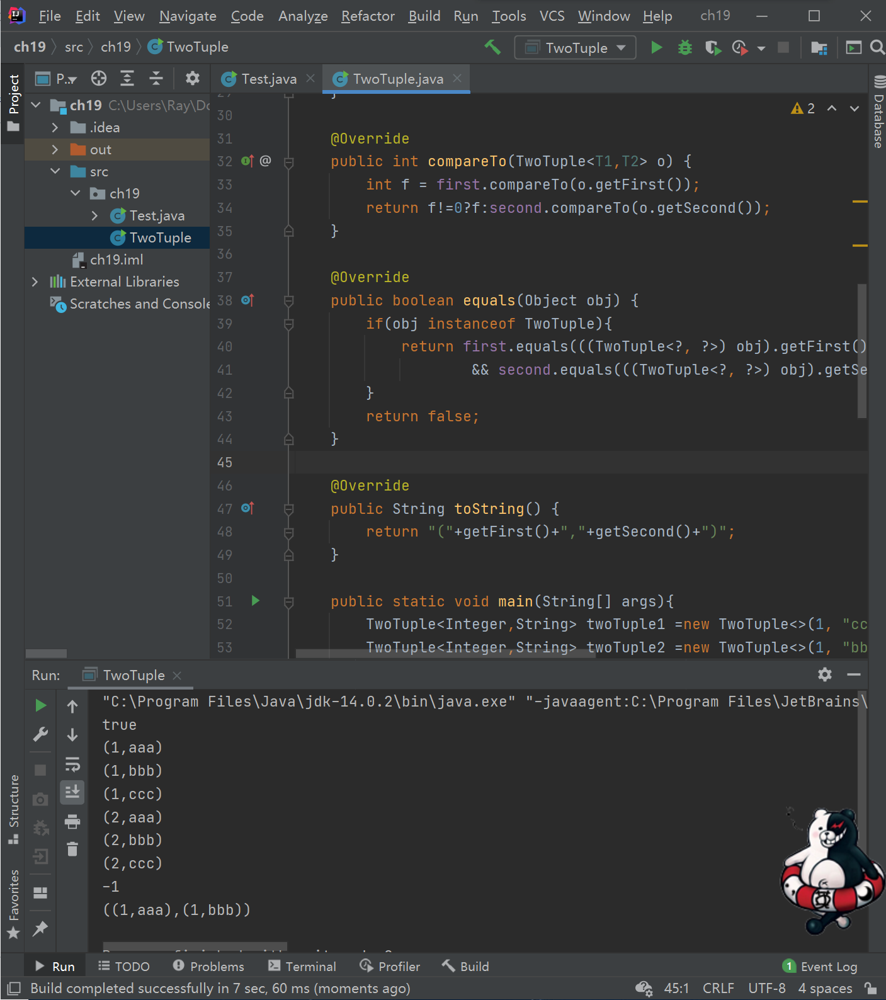 File Edit View Navigate Code Analyze Refactor Build Run Tools VCS Window Help ch19
ch19 src ch19 TwoTuple TwoTuple
Project
P...
Test.java
TwoTuple.java
ch19 C:\Users\Ray\Do
.idea
out
src
ch19
Test.java
TwoTuple
ch19.iml
External Libraries
Scratches and Console
2
Database
30
31 @Override
32 @ public int compareTo(TwoTuple<T1,T2> o) {
33 int f = first.compareTo(o.getFirst());
34 return f!=0?f:second.compareTo(o.getSecond());
35 }
36
37 @Override
38 public boolean equals(Object obj) {
39 if(obj instanceof TwoTuple){
40 return first.equals(((TwoTuple<?, ?>) obj).getFirst()
41 && second.equals(((TwoTuple<?, ?>) obj).getSe
42 }
43 return false;
44 }
45
46 @Override
47 public String toString() {
48 return "("+getFirst()+","+getSecond()+")";
49 }
50
51 public static void main(String[] args){
52 TwoTuple<Integer,String> twoTuple1 =new TwoTuple<>(1, "cc
53 TwoTuple<Integer,String> twoTuple2 =new TwoTuple<>(1, "bb
Run: TwoTuple
"C:\Program Files\Java\jdk-14.0.2\bin\java.exe" "-javaagent:C:\Program Files\JetBrains\
true
(1,aaa)
(1,bbb)
(1,ccc)
(2,aaa)
(2,bbb)
(2,ccc)
-1
((1,aaa),(1,bbb))
Structure
Favorites
Run TODO Problems Terminal Profiler Build 1 Event Log
Build completed successfully in 7 sec, 60 ms (moments ago) 45:1 CRLF UTF-8 4 spaces